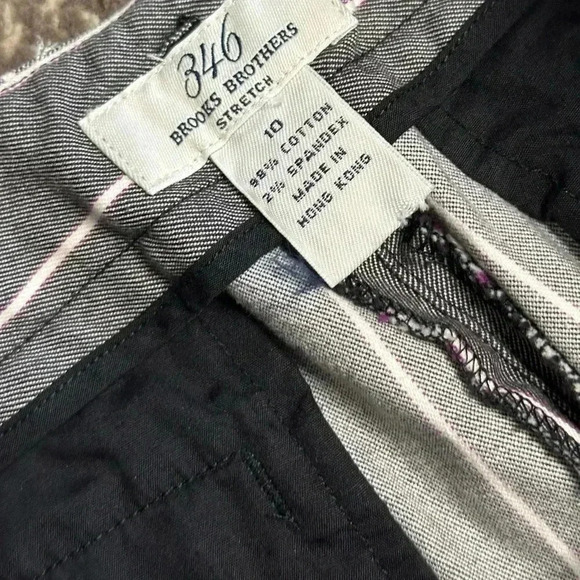 346
BROOKS BROTHERS
STRETCH
10
98% COTTON
2% SPANDEX
MADE IN
HONG KONG